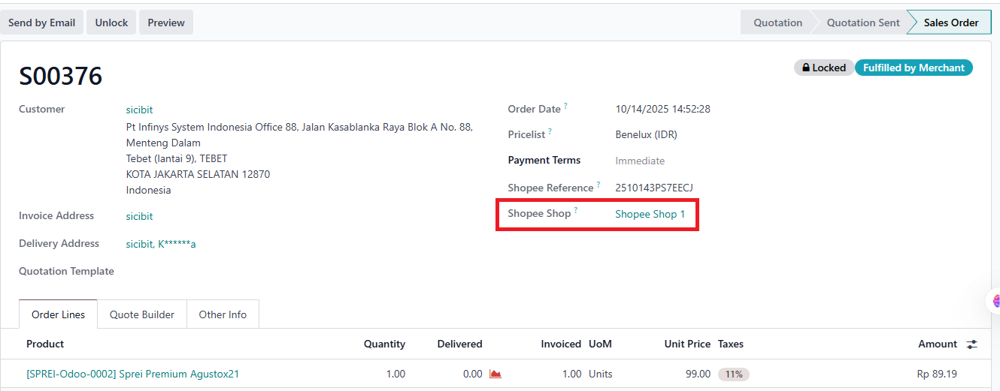 Send by Email Unlock Preview Quotation Quotation Sent Sales Order
S00376 Locked Fulfilled by Merchant
Customer sicibit
Pt Infinys System Indonesia Office 88, Jalan Kasablanka Raya Blok A No. 88,
Menteng Dalam
Tebet (lantai 9), TEBET
KOTA JAKARTA SELATAN 12870
Indonesia
Invoice Address sicibit
Delivery Address sicibit, K******a
Quotation Template
Order Date ? 10/14/2025 14:52:28
Pricelist ? Benelux (IDR)
Payment Terms Immediate
Shopee Reference ? 2510143PS7EECJ
Shopee Shop ? Shopee Shop 1
Order Lines Quote Builder Other Info
Product Quantity Delivered Invoiced UoM Unit Price Taxes Amount
[SPREI-Odoo-0002] Sprei Premium Agustox21 1.00 0.00 1.00 Units 99.00 11% Rp 89.19